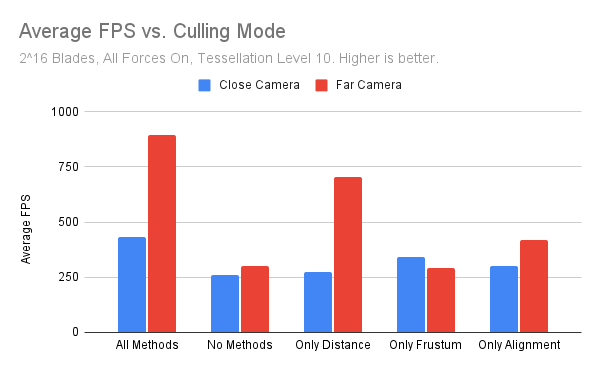 Average FPS vs. Culling Mode
2^16 Blades, All Forces On, Tessellation Level 10. Higher is better.
Close Camera Far Camera
1000
750
500
250
0
Average FPS
All Methods No Methods Only Distance Only Frustum Only Alignment